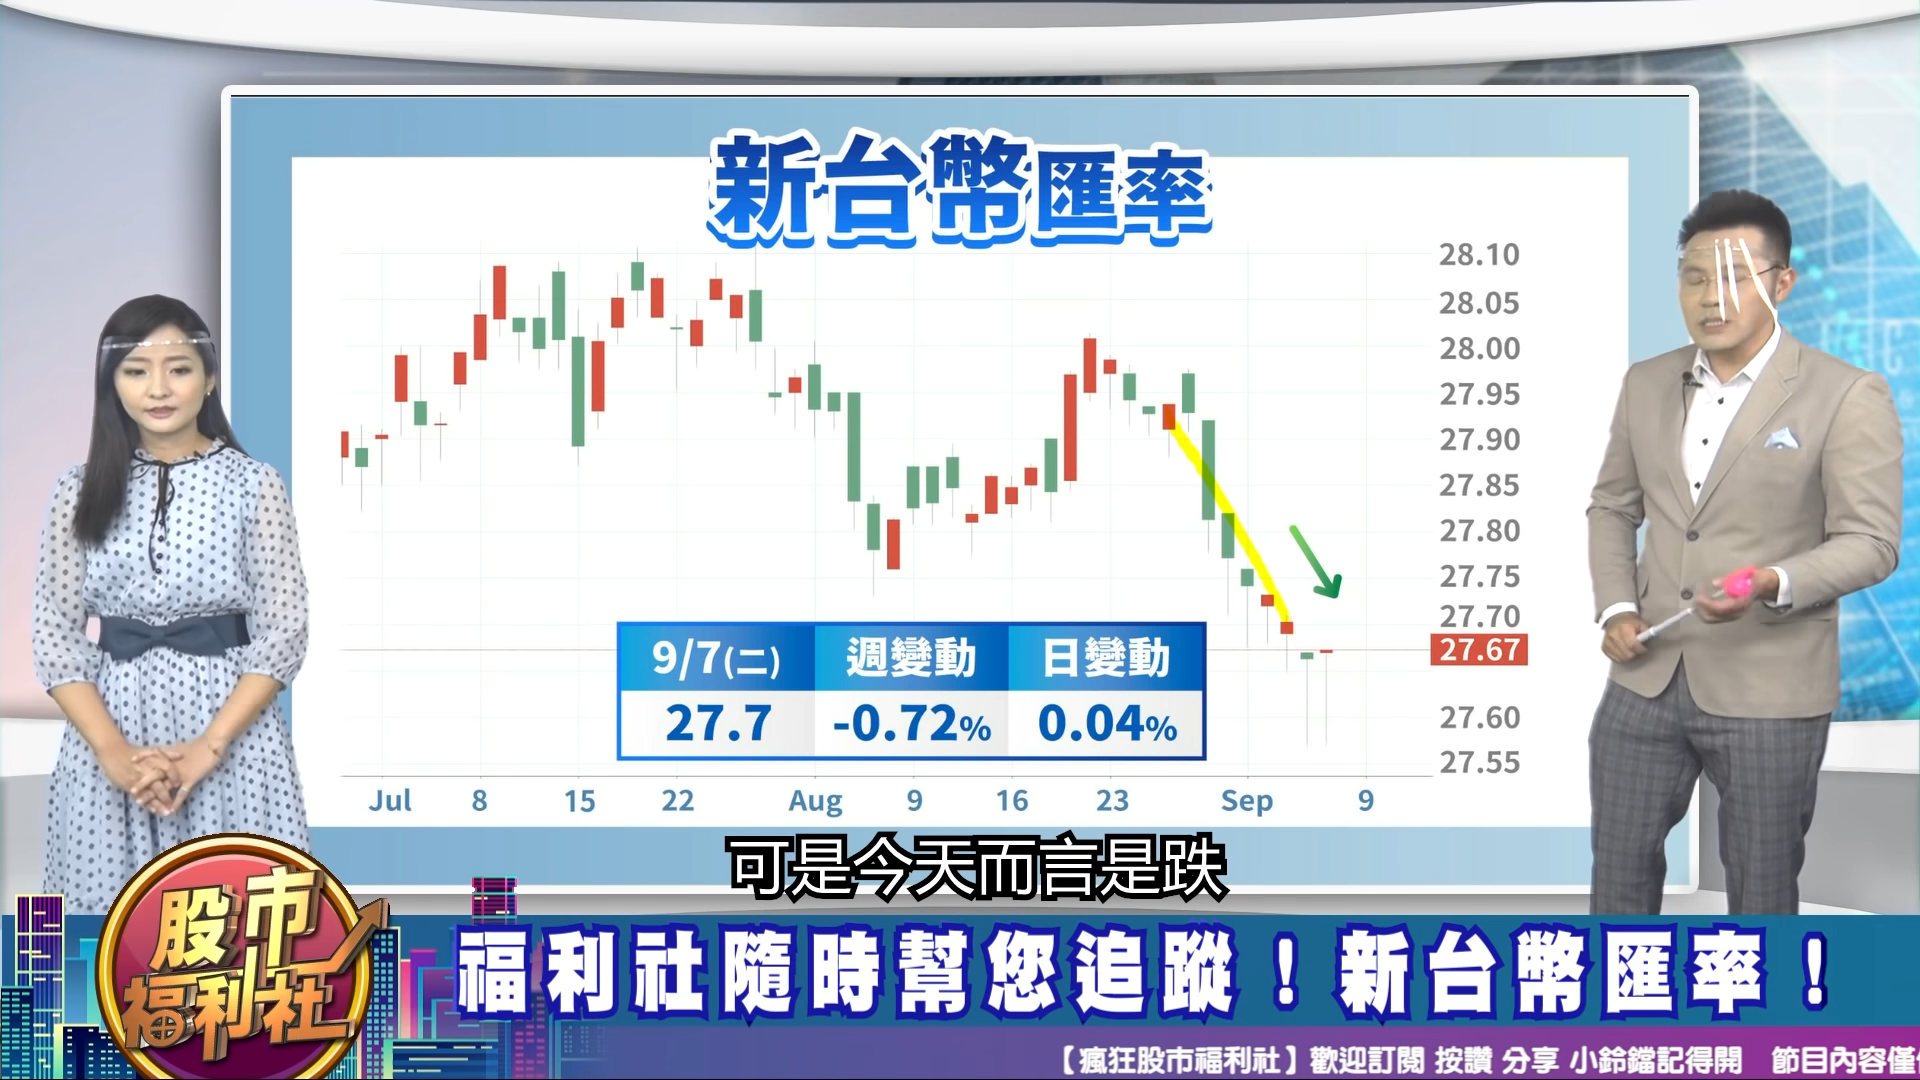 新台幣匯率
28.10
28.05
28.00
27.95
27.90
27.85
27.80
27.75
27.70
27.67
27.60
27.55
9/7(二) 週變動 日變動
27.7 -0.72% 0.04%
Jul 8 15 22 Aug 9 16 23 Sep 9
可是今天而言是跌
股市
福利社
福利社隨時幫您追蹤！新台幣匯率！
【瘋狂股市福利社】歡迎訂閱 按讚 分享 小鈴鐺記得開 節目內容僅